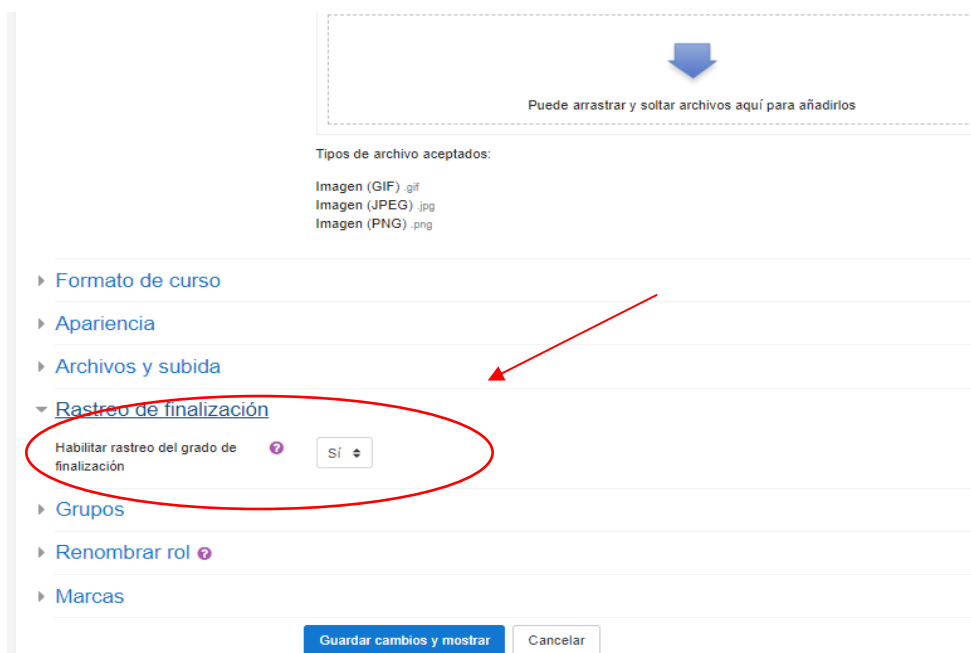 Puede arrastrar y soltar archivos aquí para añadirlos
Tipos de archivo aceptados:
Imagen (GIF) .gif
Imagen (JPEG) .jpg
Imagen (PNG) .png
Formato de curso
Apariencia
Archivos y subida
Rastreo de finalización
Habilitar rastreo del grado de
finalización
Sí
Grupos
Renombrar rol
Marcas
Guardar cambios y mostrar
Cancelar